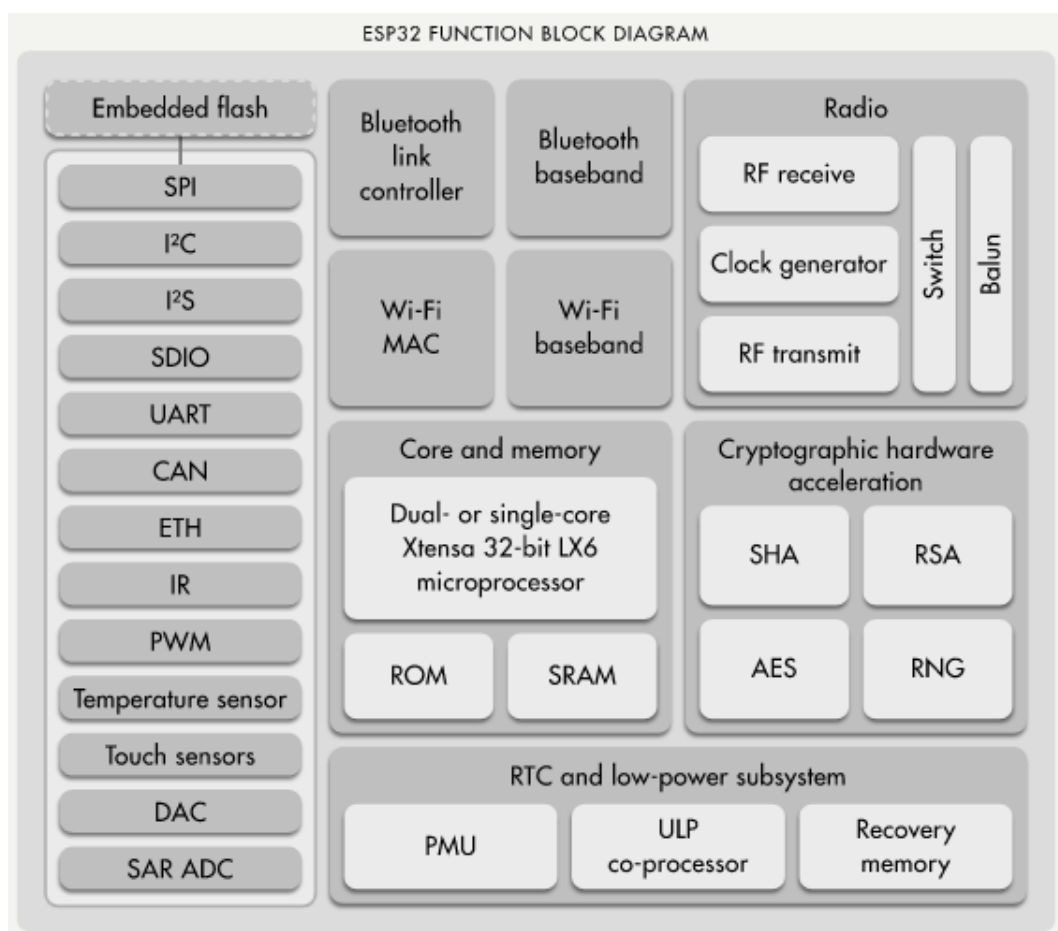 ESP32 FUNCTION BLOCK DIAGRAM
Embedded flash
SPI
I²C
I²S
SDIO
UART
CAN
ETH
IR
PWM
Temperature sensor
Touch sensors
DAC
SAR ADC
Bluetooth
link
controller
Bluetooth
baseband
Wi-Fi
MAC
Wi-Fi
baseband
Radio
RF receive
Clock generator
RF transmit
Switch
Balun
Core and memory
Dual- or single-core
Xtensa 32-bit LX6
microprocessor
ROM
SRAM
Cryptographic hardware
acceleration
SHA
RSA
AES
RNG
RTC and low-power subsystem
PMU
ULP
co-processor
Recovery
memory